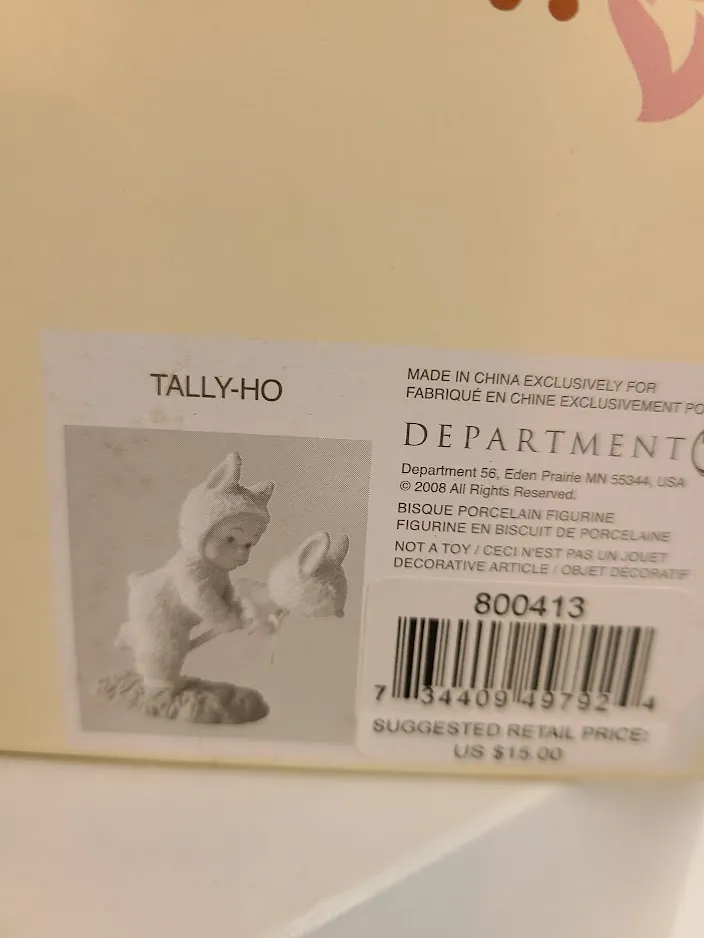 TALLY-HO
MADE IN CHINA EXCLUSIVELY FOR
FABRIQUÉ EN CHINE EXCLUSIVEMENT PO
DEPARTMENT
Department 56, Eden Prairie MN 55344, USA
© 2008 All Rights Reserved.
BISQUE PORCELAIN FIGURINE
FIGURINE EN BISCUIT DE PORCELAINE
NOT A TOY / CECI N'EST PAS UN JOUET
DECORATIVE ARTICLE / OBJET DÉCORATIF
800413
7 34409 49792 4
SUGGESTED RETAIL PRICE:
US $15.00